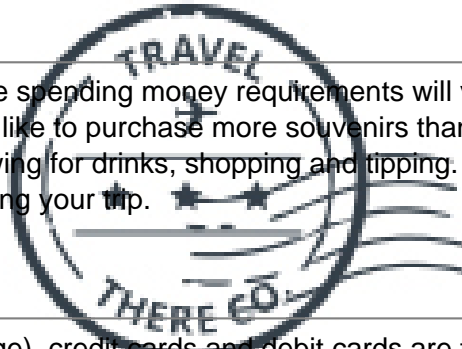 TRAVEL
e spending money requirements will
like to purchase more souvenirs than
ing for drinks, shopping and tipping.
ng your trip.
THERE CO.
ge), credit cards and debit cards are